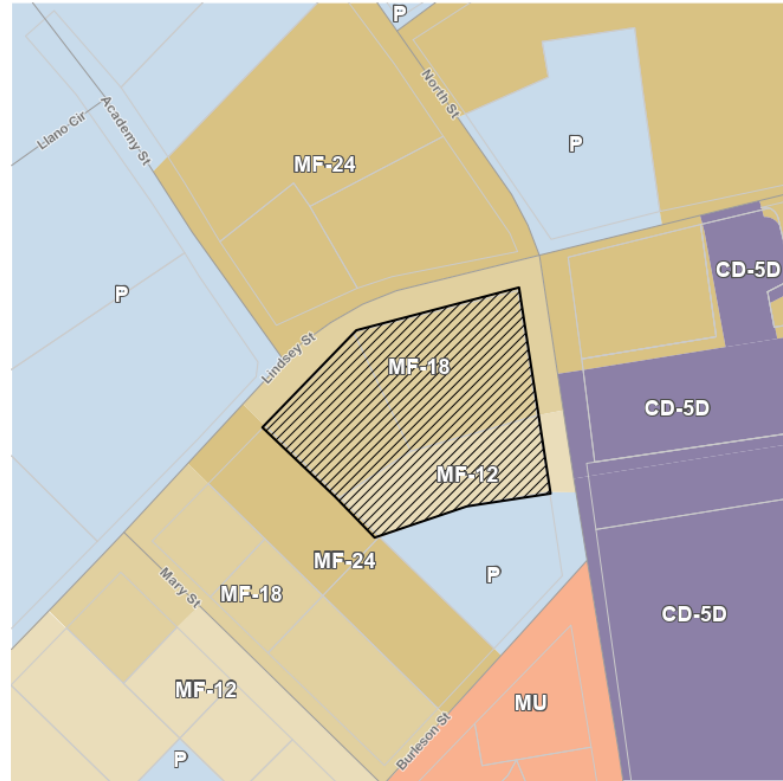 P
North St
Llano Cir
Academy St
P
MF-24
CD-5D
P
Lindsey St
MF-18
CD-5D
MF-12
MF-24
P
Mary St
MF-18
CD-5D
MF-12
MU
Burleson St
P